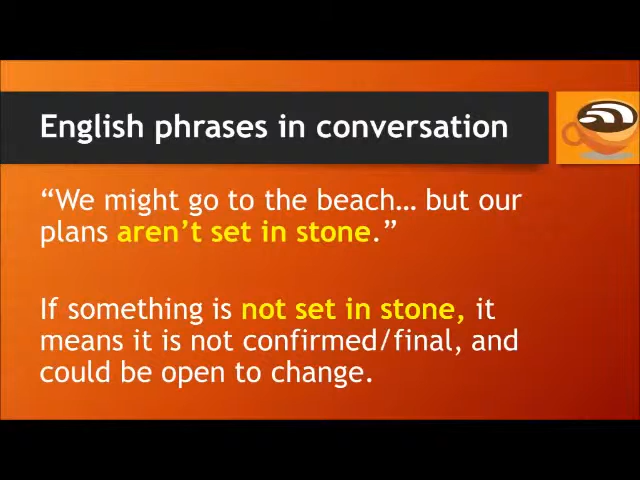 English phrases in conversation
“We might go to the beach… but our
plans aren’t set in stone.”
If something is not set in stone, it
means it is not confirmed/final, and
could be open to change.